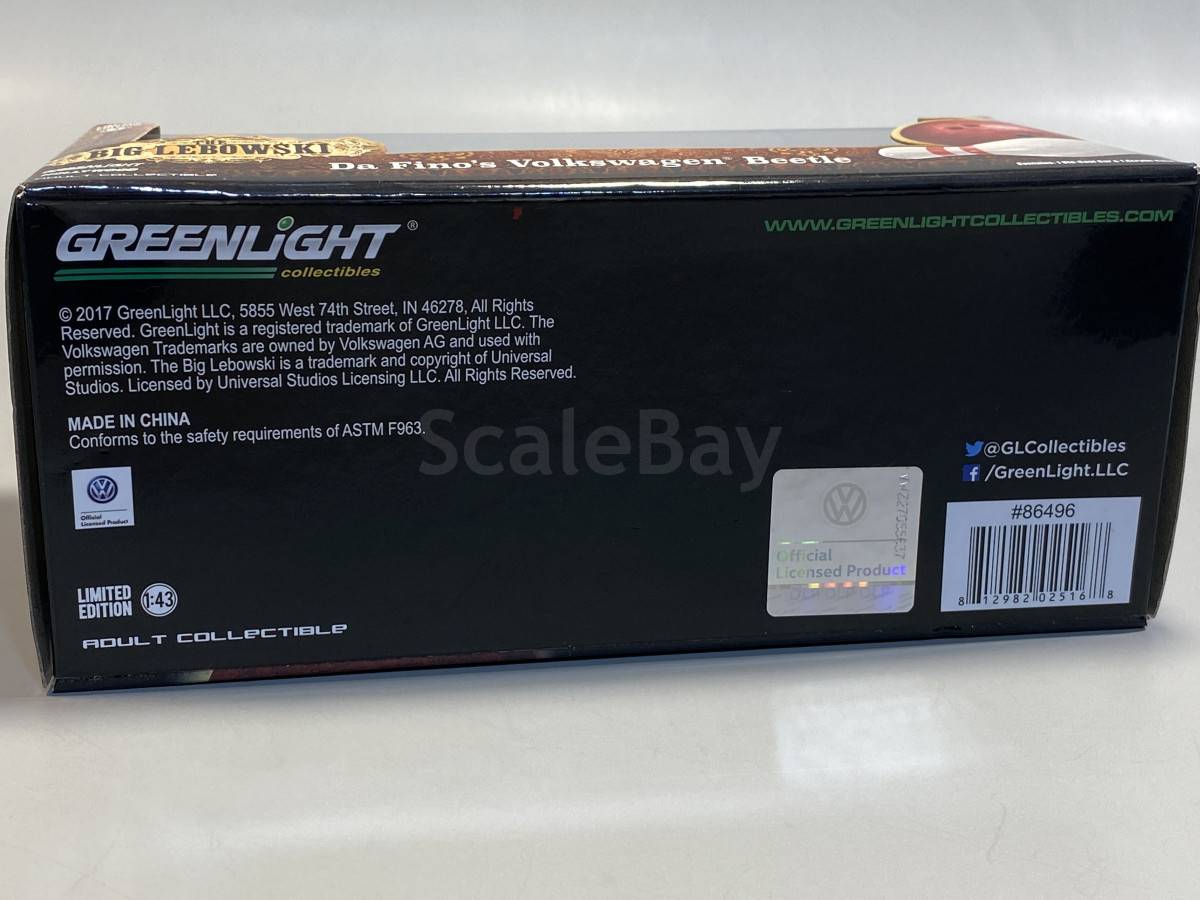 THE
BIG LEBOWSKI
Da Fino's Volkswagen® Beetle
GREENLIGHT®
collectibles
WWW.GREENLIGHTCOLLECTIBLES.COM
© 2017 GreenLight LLC, 5855 West 74th Street, IN 46278, All Rights
Reserved. GreenLight is a registered trademark of GreenLight LLC. The
Volkswagen Trademarks are owned by Volkswagen AG and used with
permission. The Big Lebowski is a trademark and copyright of Universal
Studios. Licensed by Universal Studios Licensing LLC. All Rights Reserved.
MADE IN CHINA
Conforms to the safety requirements of ASTM F963.
ScaleBay
@GLCollectibles
/GreenLight.LLC
Official
Licensed Product
Official
Licensed Product
#86496
8 12982 02516 8
LIMITED
EDITION
1:43
ADULT COLLECTIBLE